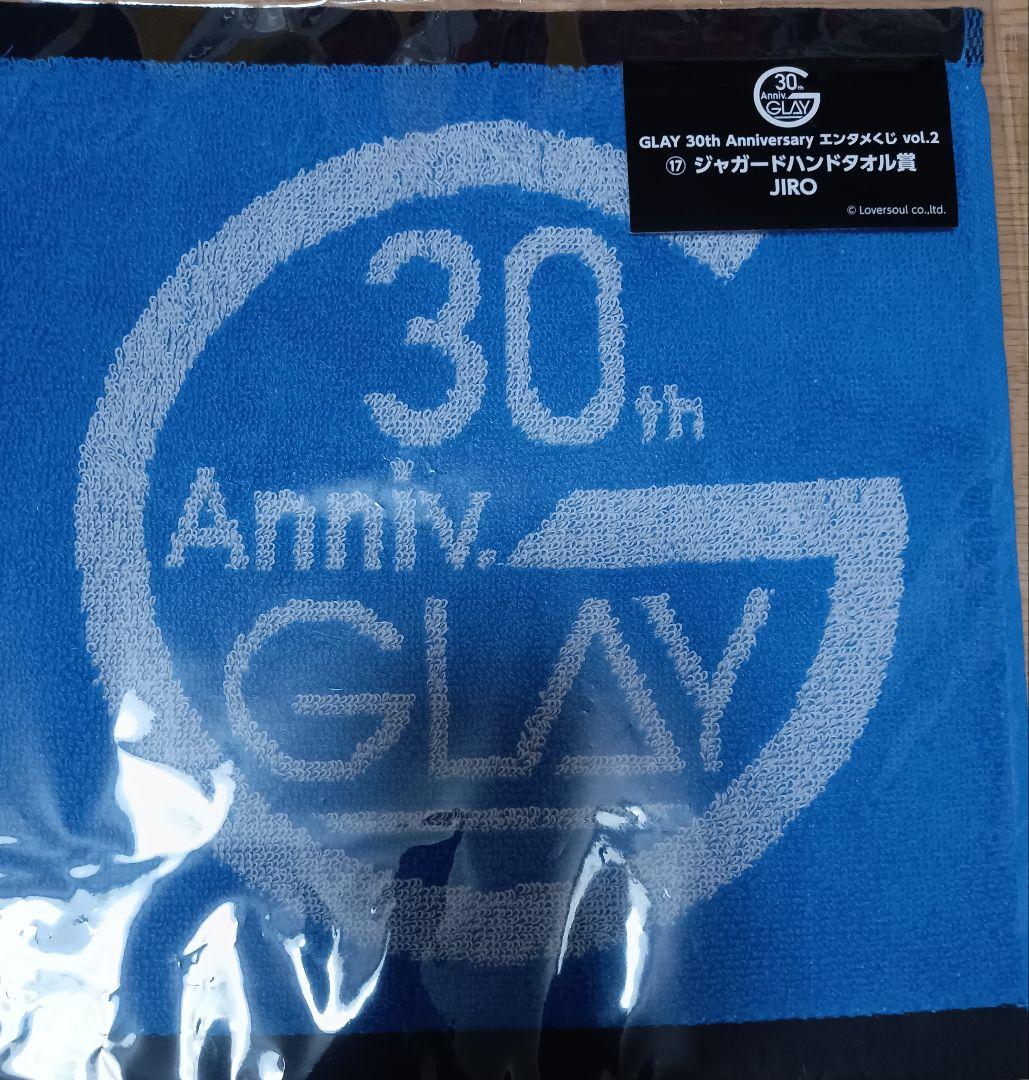 30th
Anniv.
GLAY
GLAY 30th Anniversary エンタメくじ vol.2
⑰ ジャガードハンドタオル賞
JIRO
© Loversoul co.,ltd.
30th
Anniv.
GLAY